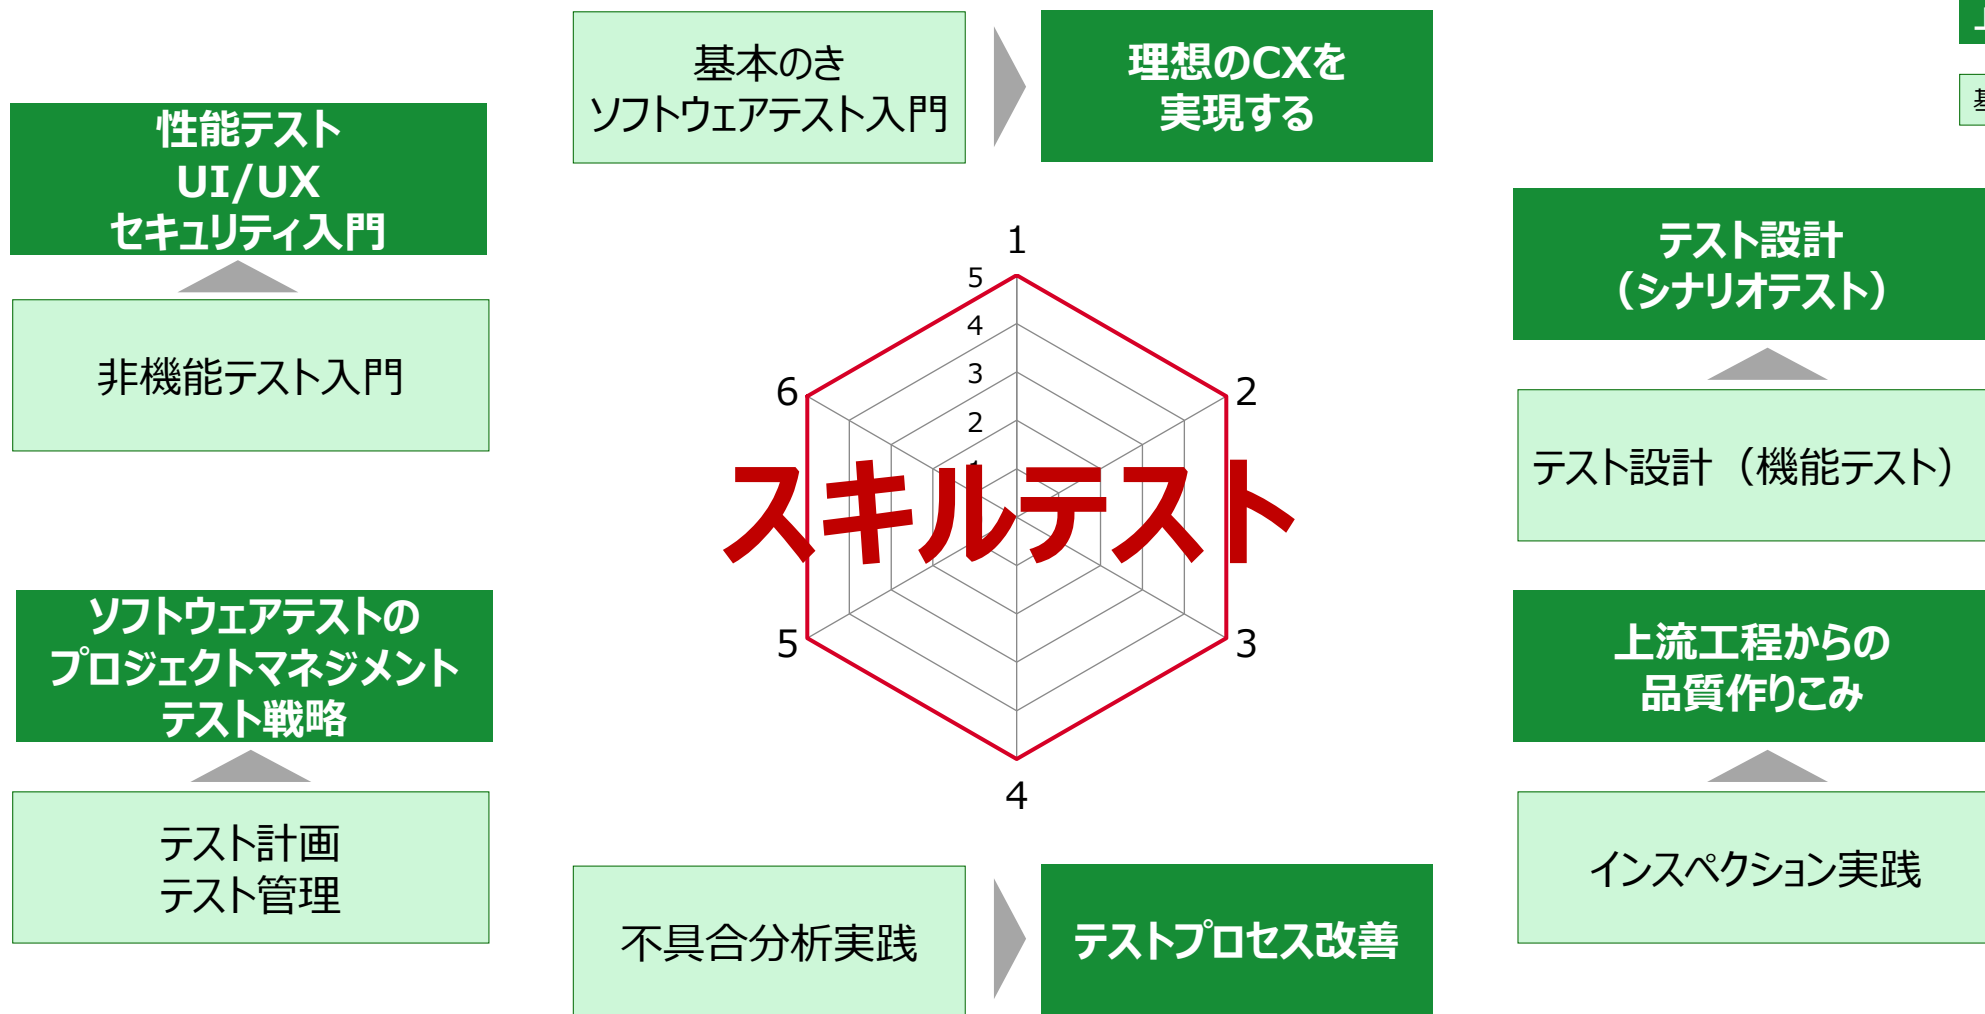 基本のき
ソフトウェアテスト入門
理想のCXを
実現する
性能テスト
UI/UX
セキュリティ入門
非機能テスト入門
テスト設計
（シナリオテスト）
テスト設計（機能テスト）
1
5
4
3
2
1
6
2
5
3
4
スキルテスト
ソフトウェアテストの
プロジェクトマネジメント
テスト戦略
テスト計画
テスト管理
上流工程からの
品質作りこみ
インスペクション実践
不具合分析実践
テストプロセス改善